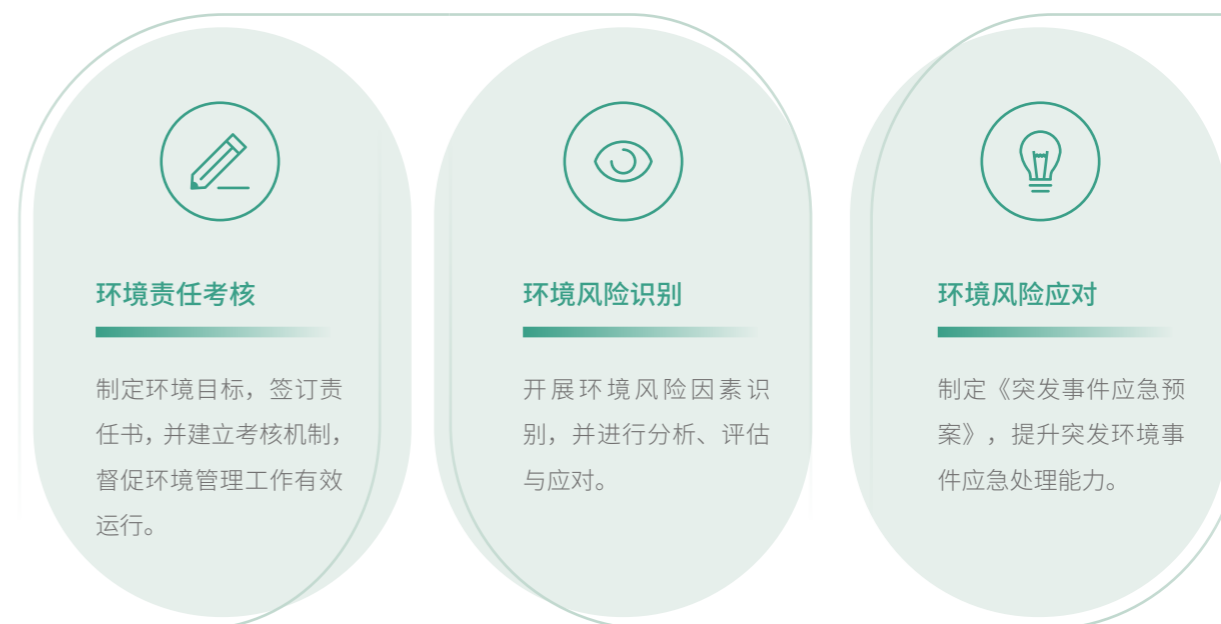 环境责任考核
制定环境目标，签订责
任书，并建立考核机制，
督促环境管理工作有效
运行。
环境风险识别
开展环境风险因素识
别，并进行分析、评估
与应对。
环境风险应对
制定《突发事件应急预
案》，提升突发环境事
件应急处理能力。